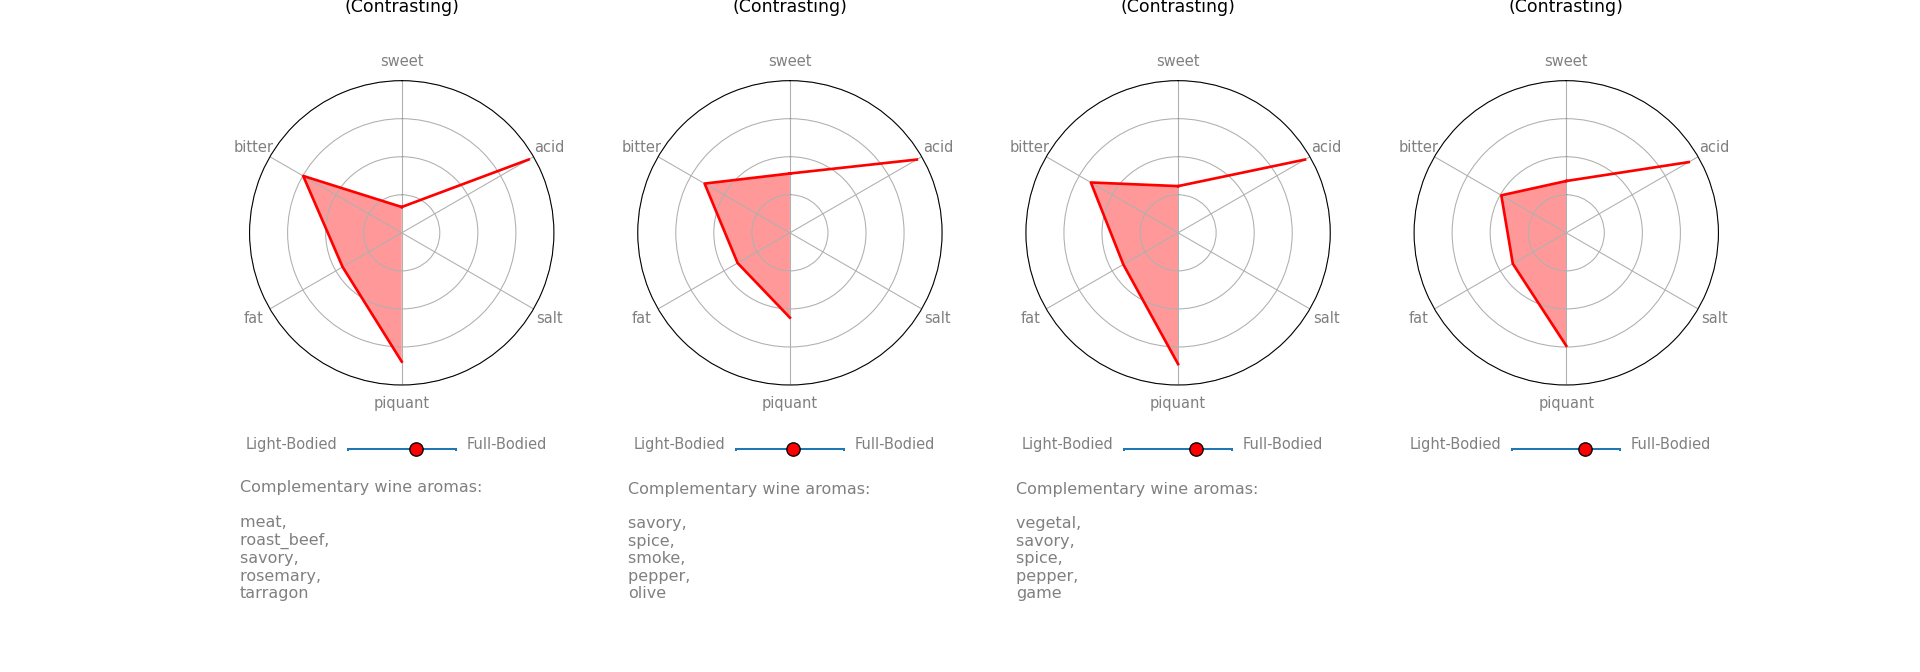 (Contrasting)
sweet
acid
bitter
fat
salt
piquant
Light-Bodied Full-Bodied
Complementary wine aromas:
meat,
roast_beef,
savory,
rosemary,
tarragon
(Contrasting)
sweet
acid
bitter
fat
salt
piquant
Light-Bodied Full-Bodied
Complementary wine aromas:
savory,
spice,
smoke,
pepper,
olive
(Contrasting)
sweet
acid
bitter
fat
salt
piquant
Light-Bodied Full-Bodied
Complementary wine aromas:
vegetal,
savory,
spice,
pepper,
game
(Contrasting)
sweet
acid
bitter
fat
salt
piquant
Light-Bodied Full-Bodied